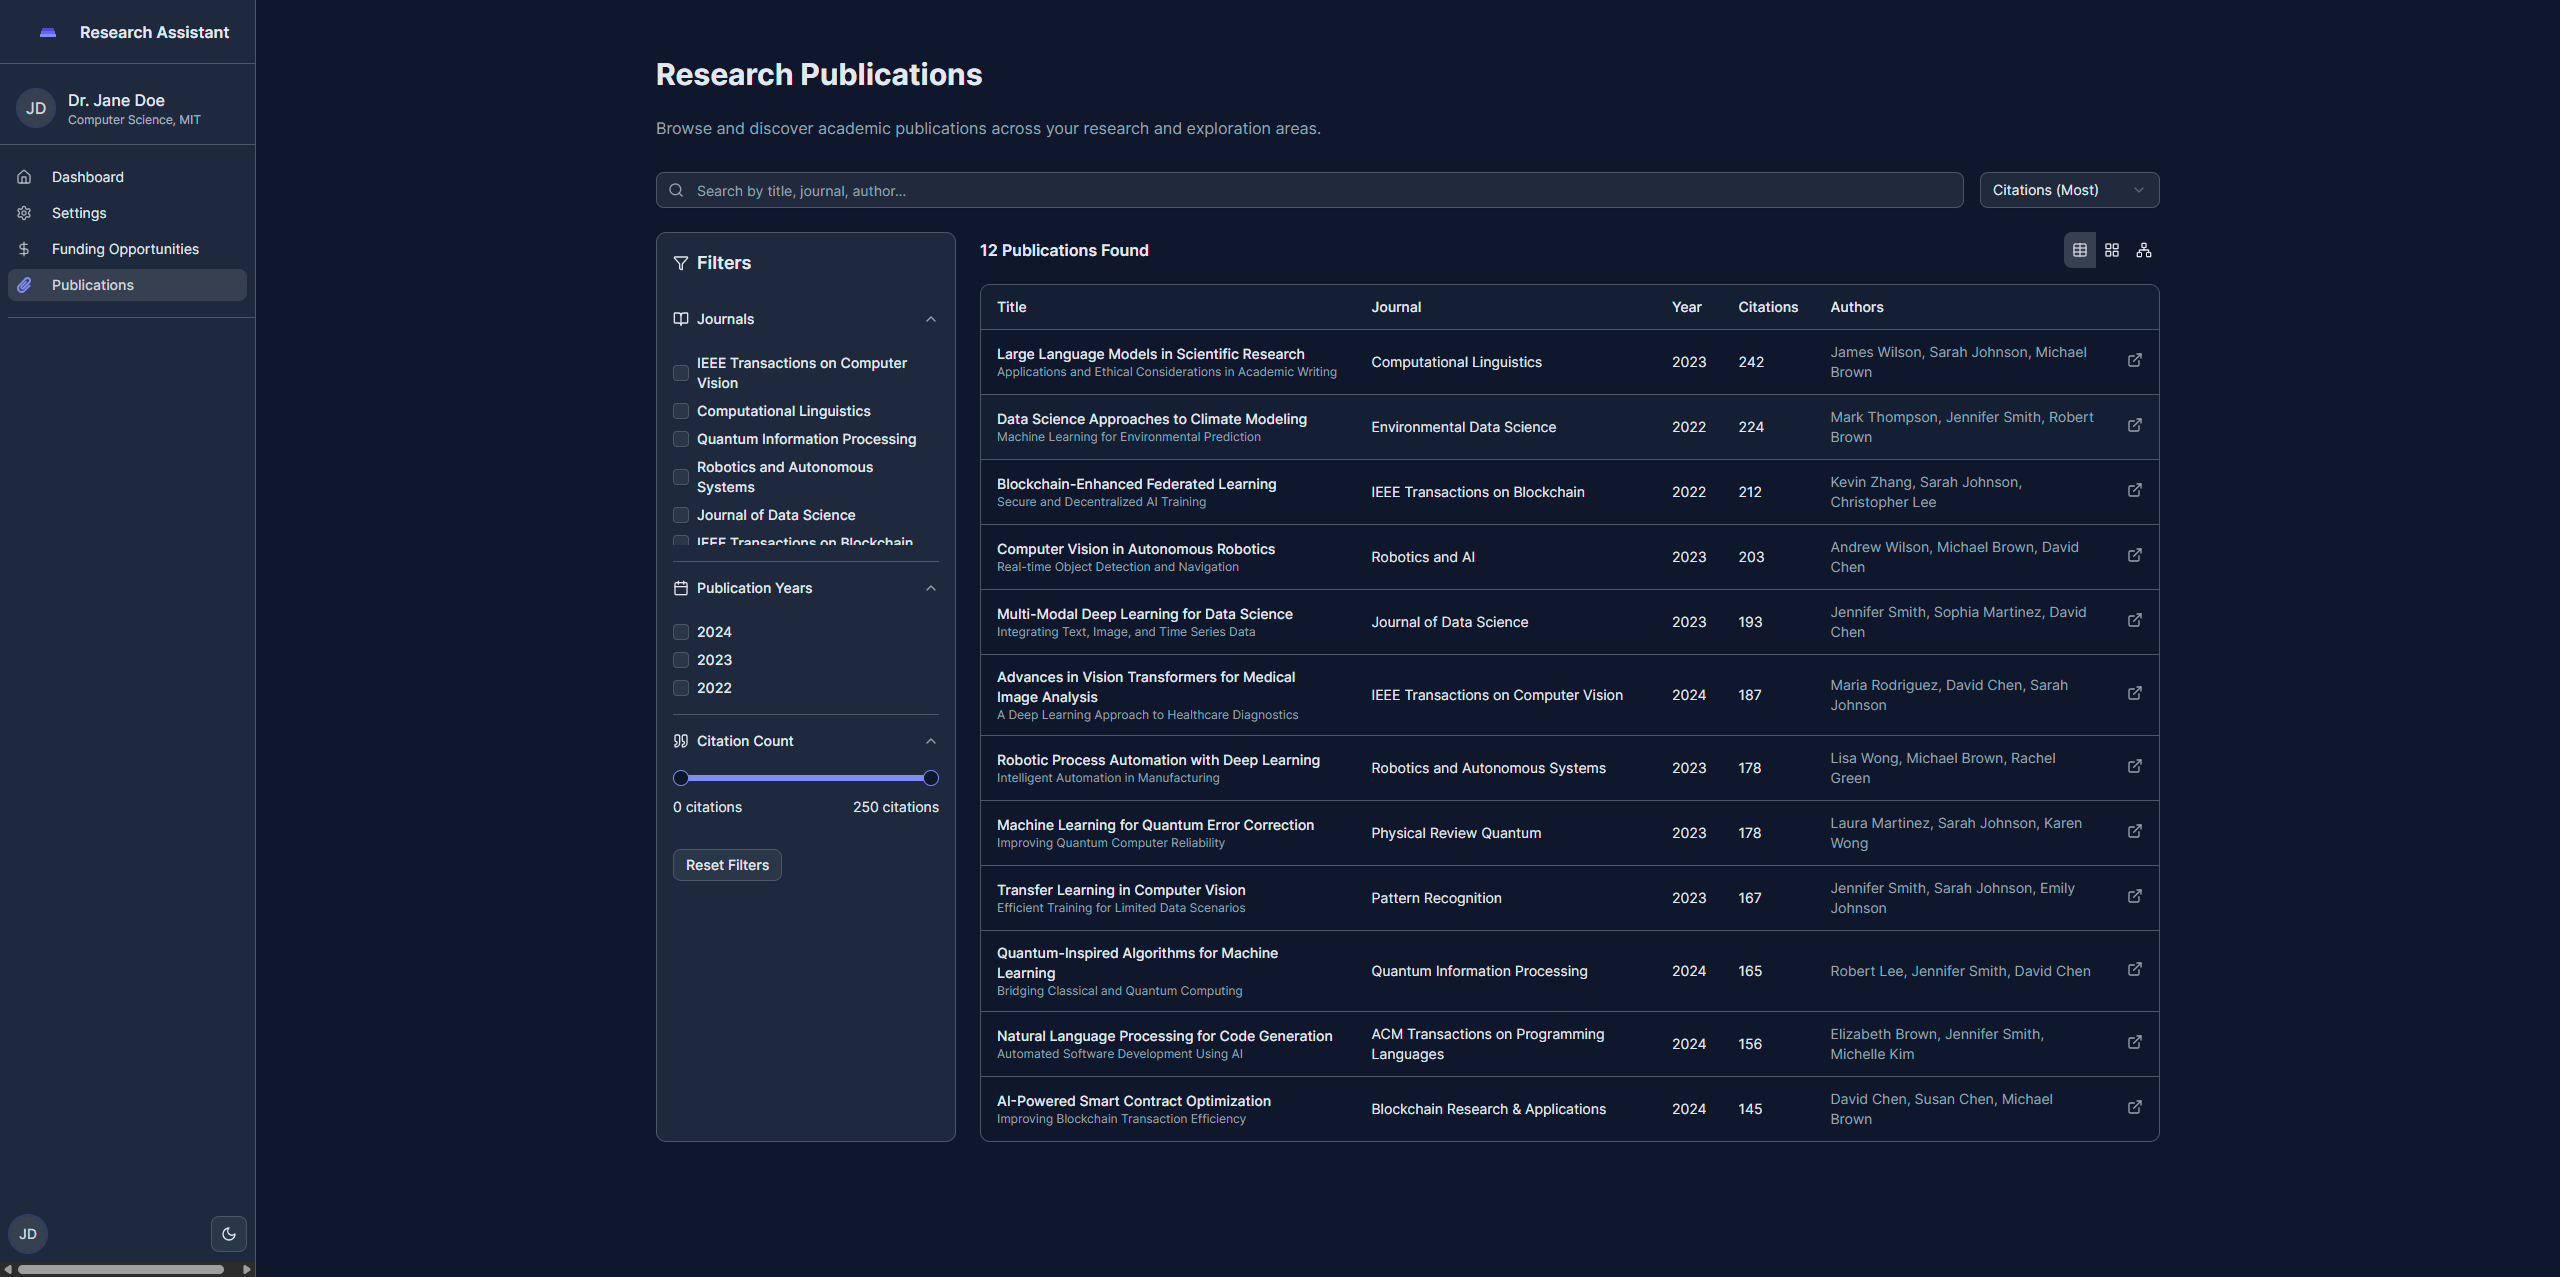 Research Assistant
JD
Dr. Jane Doe
Computer Science, MIT
Dashboard
Settings
Funding Opportunities
Publications
JD
Research Publications
Browse and discover academic publications across your research and exploration areas.
Search by title, journal, author...
Citations (Most)
Filters
Journals
IEEE Transactions on Computer
Vision
Computational Linguistics
Quantum Information Processing
Robotics and Autonomous
Systems
Journal of Data Science
IEEE Transactions on Blockchain
Publication Years
2024
2023
2022
Citation Count
0 citations 250 citations
Reset Filters
12 Publications Found
Title Journal Year Citations Authors
Large Language Models in Scientific Research
Applications and Ethical Considerations in Academic Writing
Computational Linguistics 2023 242
James Wilson, Sarah Johnson, Michael
Brown
Data Science Approaches to Climate Modeling
Machine Learning for Environmental Prediction
Environmental Data Science 2022 224
Mark Thompson, Jennifer Smith, Robert
Brown
Blockchain-Enhanced Federated Learning
Secure and Decentralized AI Training
IEEE Transactions on Blockchain 2022 212
Kevin Zhang, Sarah Johnson,
Christopher Lee
Computer Vision in Autonomous Robotics
Real-time Object Detection and Navigation
Robotics and AI 2023 203
Andrew Wilson, Michael Brown, David
Chen
Multi-Modal Deep Learning for Data Science
Integrating Text, Image, and Time Series Data
Journal of Data Science 2023 193
Jennifer Smith, Sophia Martinez, David
Chen
Advances in Vision Transformers for Medical
Image Analysis
A Deep Learning Approach to Healthcare Diagnostics
IEEE Transactions on Computer Vision 2024 187
Maria Rodriguez, David Chen, Sarah
Johnson
Robotic Process Automation with Deep Learning
Intelligent Automation in Manufacturing
Robotics and Autonomous Systems 2023 178
Lisa Wong, Michael Brown, Rachel
Green
Machine Learning for Quantum Error Correction
Improving Quantum Computer Reliability
Physical Review Quantum 2023 178
Laura Martinez, Sarah Johnson, Karen
Wong
Transfer Learning in Computer Vision
Efficient Training for Limited Data Scenarios
Pattern Recognition 2023 167
Jennifer Smith, Sarah Johnson, Emily
Johnson
Quantum-Inspired Algorithms for Machine
Learning
Bridging Classical and Quantum Computing
Quantum Information Processing 2024 165
Robert Lee, Jennifer Smith, David Chen
Natural Language Processing for Code Generation
Automated Software Development Using AI
ACM Transactions on Programming
Languages
2024 156
Elizabeth Brown, Jennifer Smith,
Michelle Kim
AI-Powered Smart Contract Optimization
Improving Blockchain Transaction Efficiency
Blockchain Research & Applications 2024 145
David Chen, Susan Chen, Michael
Brown